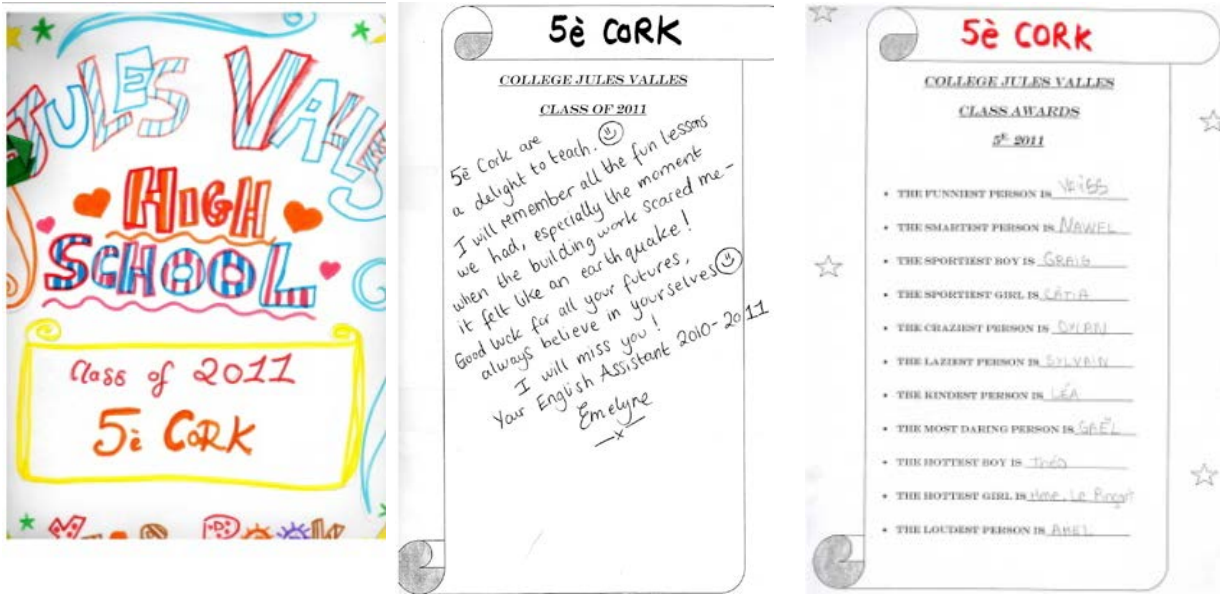 JULES VALLES
HIGH
SCHOOL
Class of 2011
5è CORK
5è CORK
COLLEGE JULES VALLES
CLASS OF 2011
5è Cork are
a delight to teach.
I will remember all the fun lessons
we had, especially the moment
when the building work scared me-
it felt like an earthquake!
Good luck for all your futures,
always believe in yourselves
I will miss you!
Your English Assistant 2010-2011
Emelyne
x
5è CORK
COLLEGE JULES VALLES
CLASS AWARDS
5E 2011
• THE FUNNIEST PERSON IS
• THE SMARTEST PERSON IS NAWEL
• THE SPORTIEST BOY IS GRAIG
• THE SPORTIEST GIRL IS CÁTIA
• THE CRAZIEST PERSON IS DYLAN
• THE LAZIEST PERSON IS SYLVAIN
• THE KINDEST PERSON IS LÉA
• THE MOST DARING PERSON IS GAËL
• THE HOTTEST BOY IS Théo
• THE HOTTEST GIRL IS Mme. Le
• THE LOUDEST PERSON IS AMEL